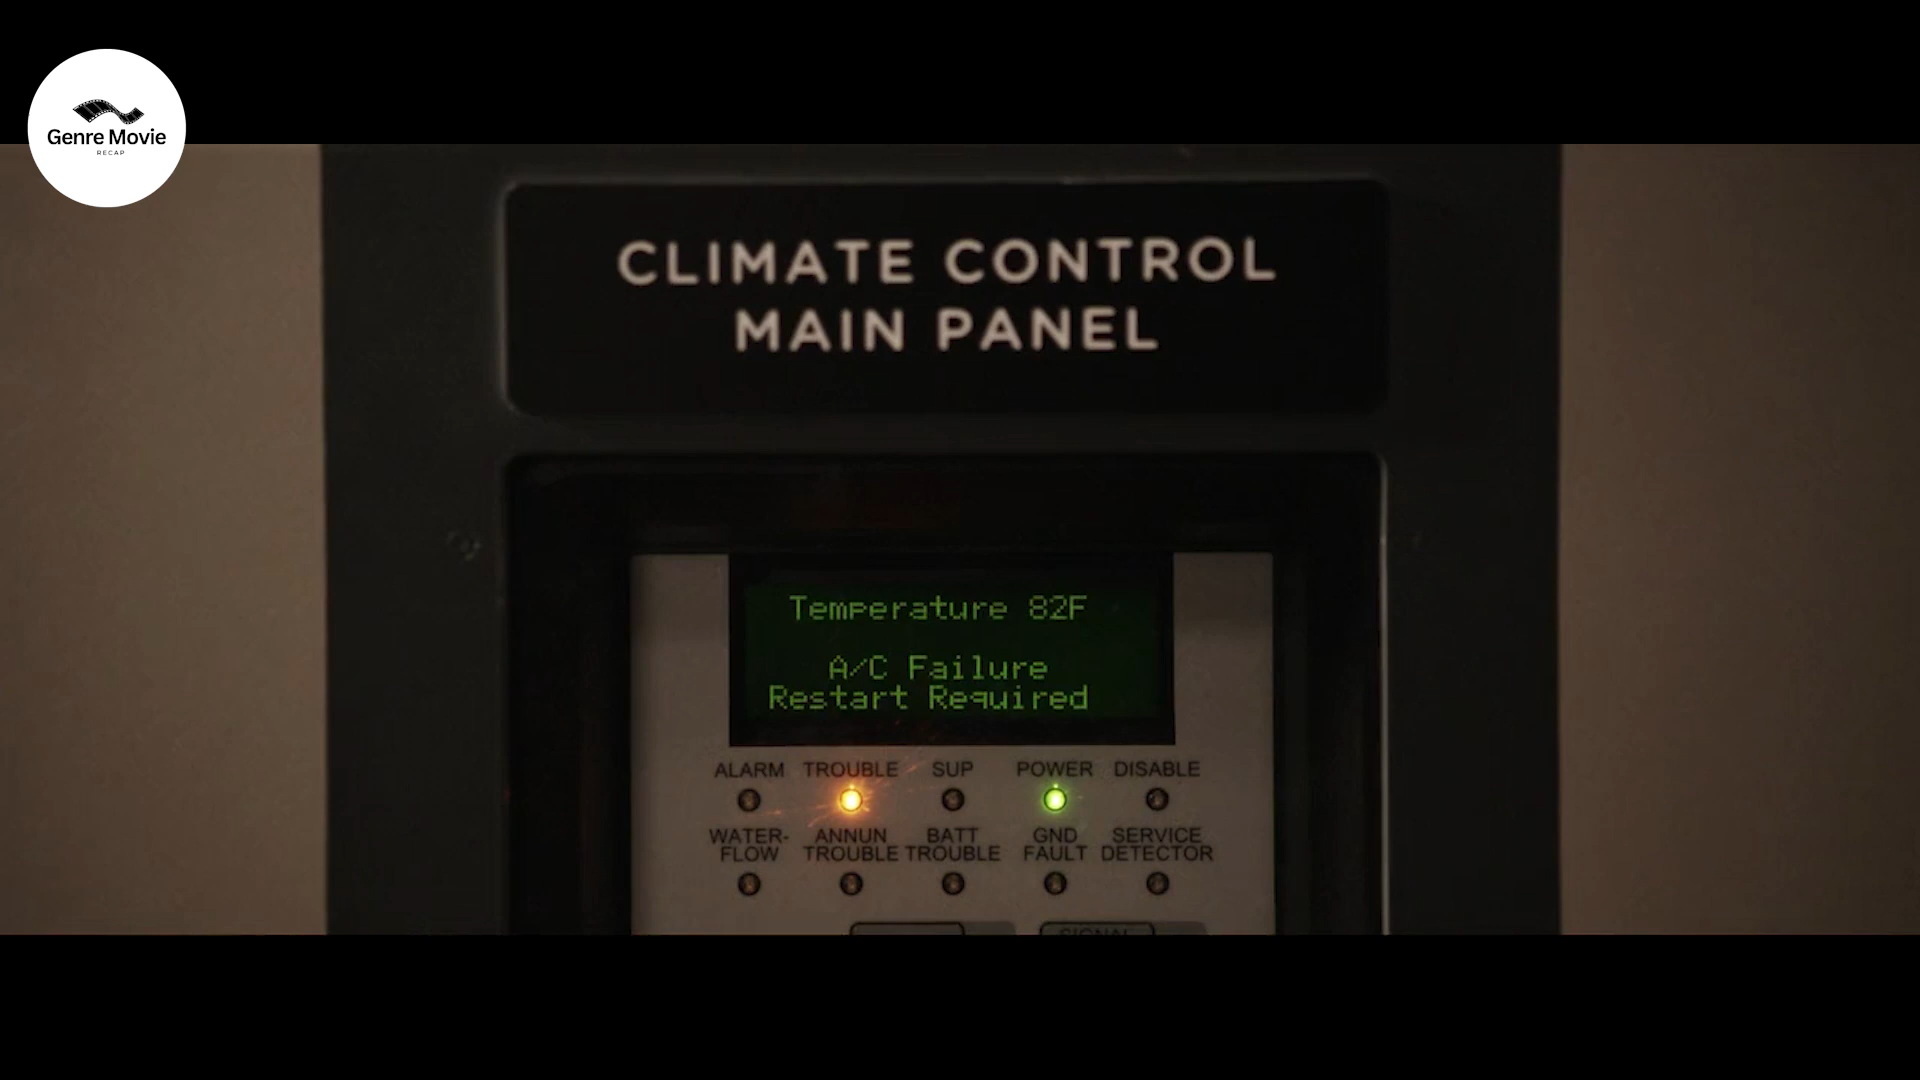 Genre Movie
RECAP
CLIMATE CONTROL
MAIN PANEL
Temperature 82F
A/C Failure
Restart Required
ALARM TROUBLE SUP POWER DISABLE
WATER- ANNUN BATT GND SERVICE
FLOW TROUBLE TROUBLE FAULT DETECTOR
SIGNAL